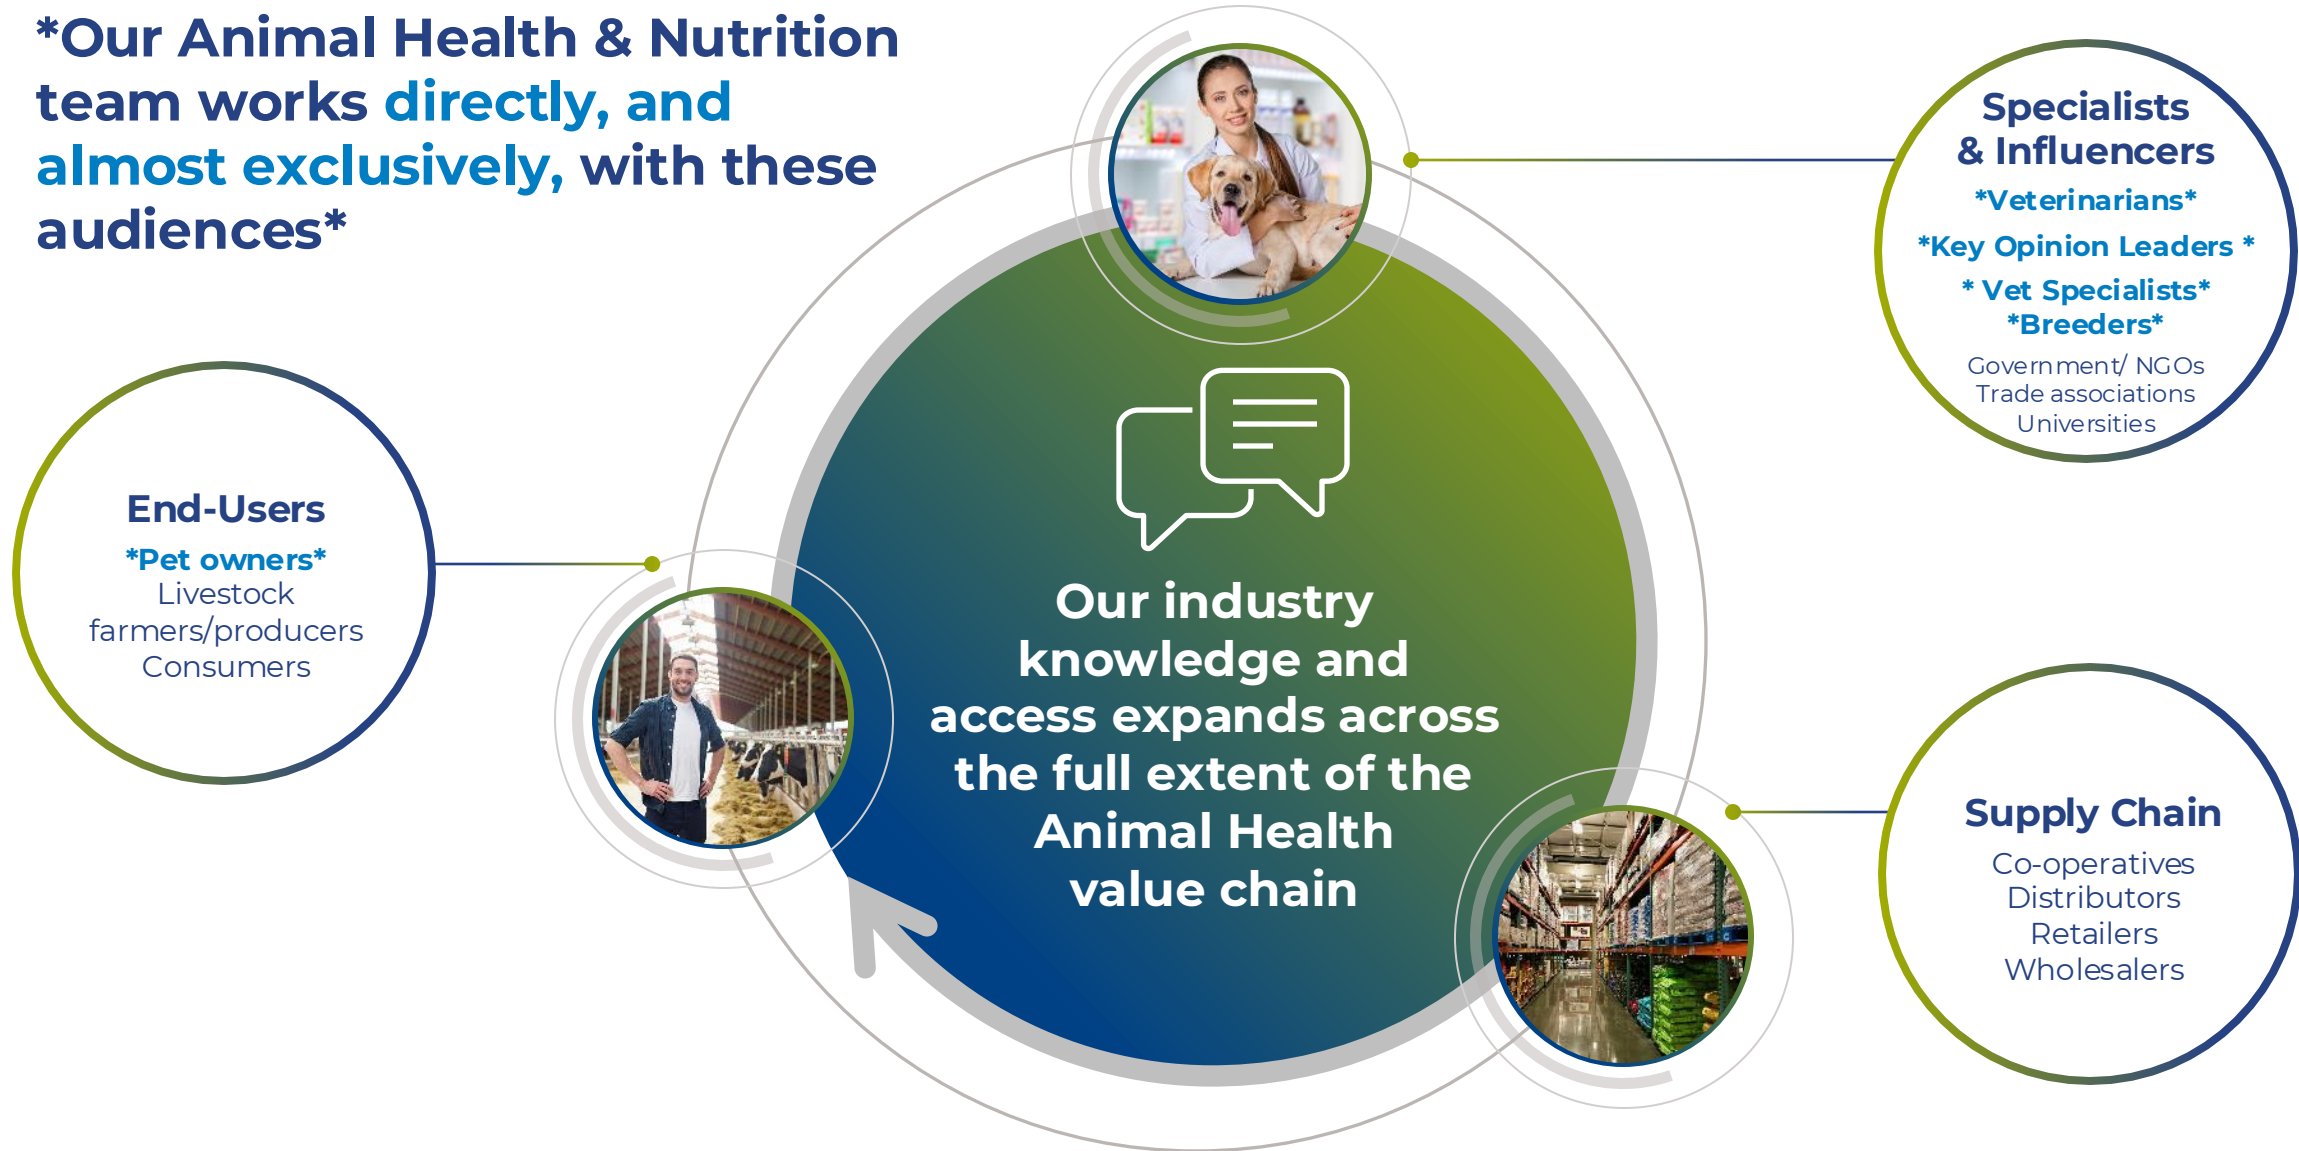 *Our Animal Health & Nutrition
team works directly, and
almost exclusively, with these
audiences*
Specialists
& Influencers
*Veterinarians*
*Key Opinion Leaders *
* Vet Specialists*
*Breeders*
Government/ NGOs
Trade associations
Universities
End-Users
*Pet owners*
Livestock
farmers/producers
Consumers
Our industry
knowledge and
access expands across
the full extent of the
Animal Health
value chain
Supply Chain
Co-operatives
Distributors
Retailers
Wholesalers